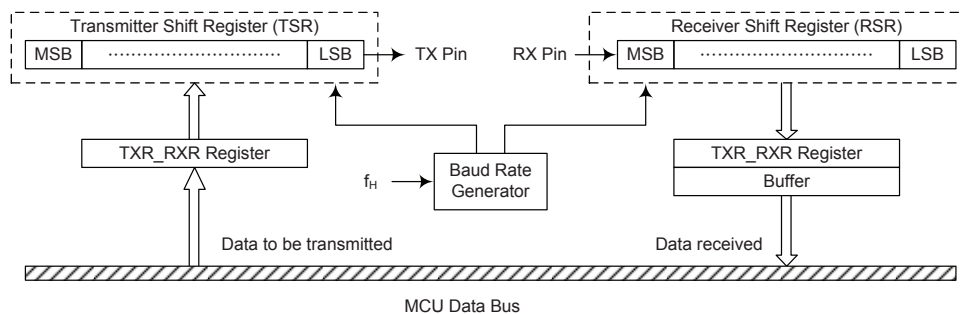 Transmitter Shift Register (TSR)
MSB
LSB
TX Pin
Receiver Shift Register (RSR)
RX Pin
MSB
LSB
TXR_RXR Register
fH
Baud Rate
Generator
TXR_RXR Register
Buffer
Data to be transmitted
Data received
MCU Data Bus